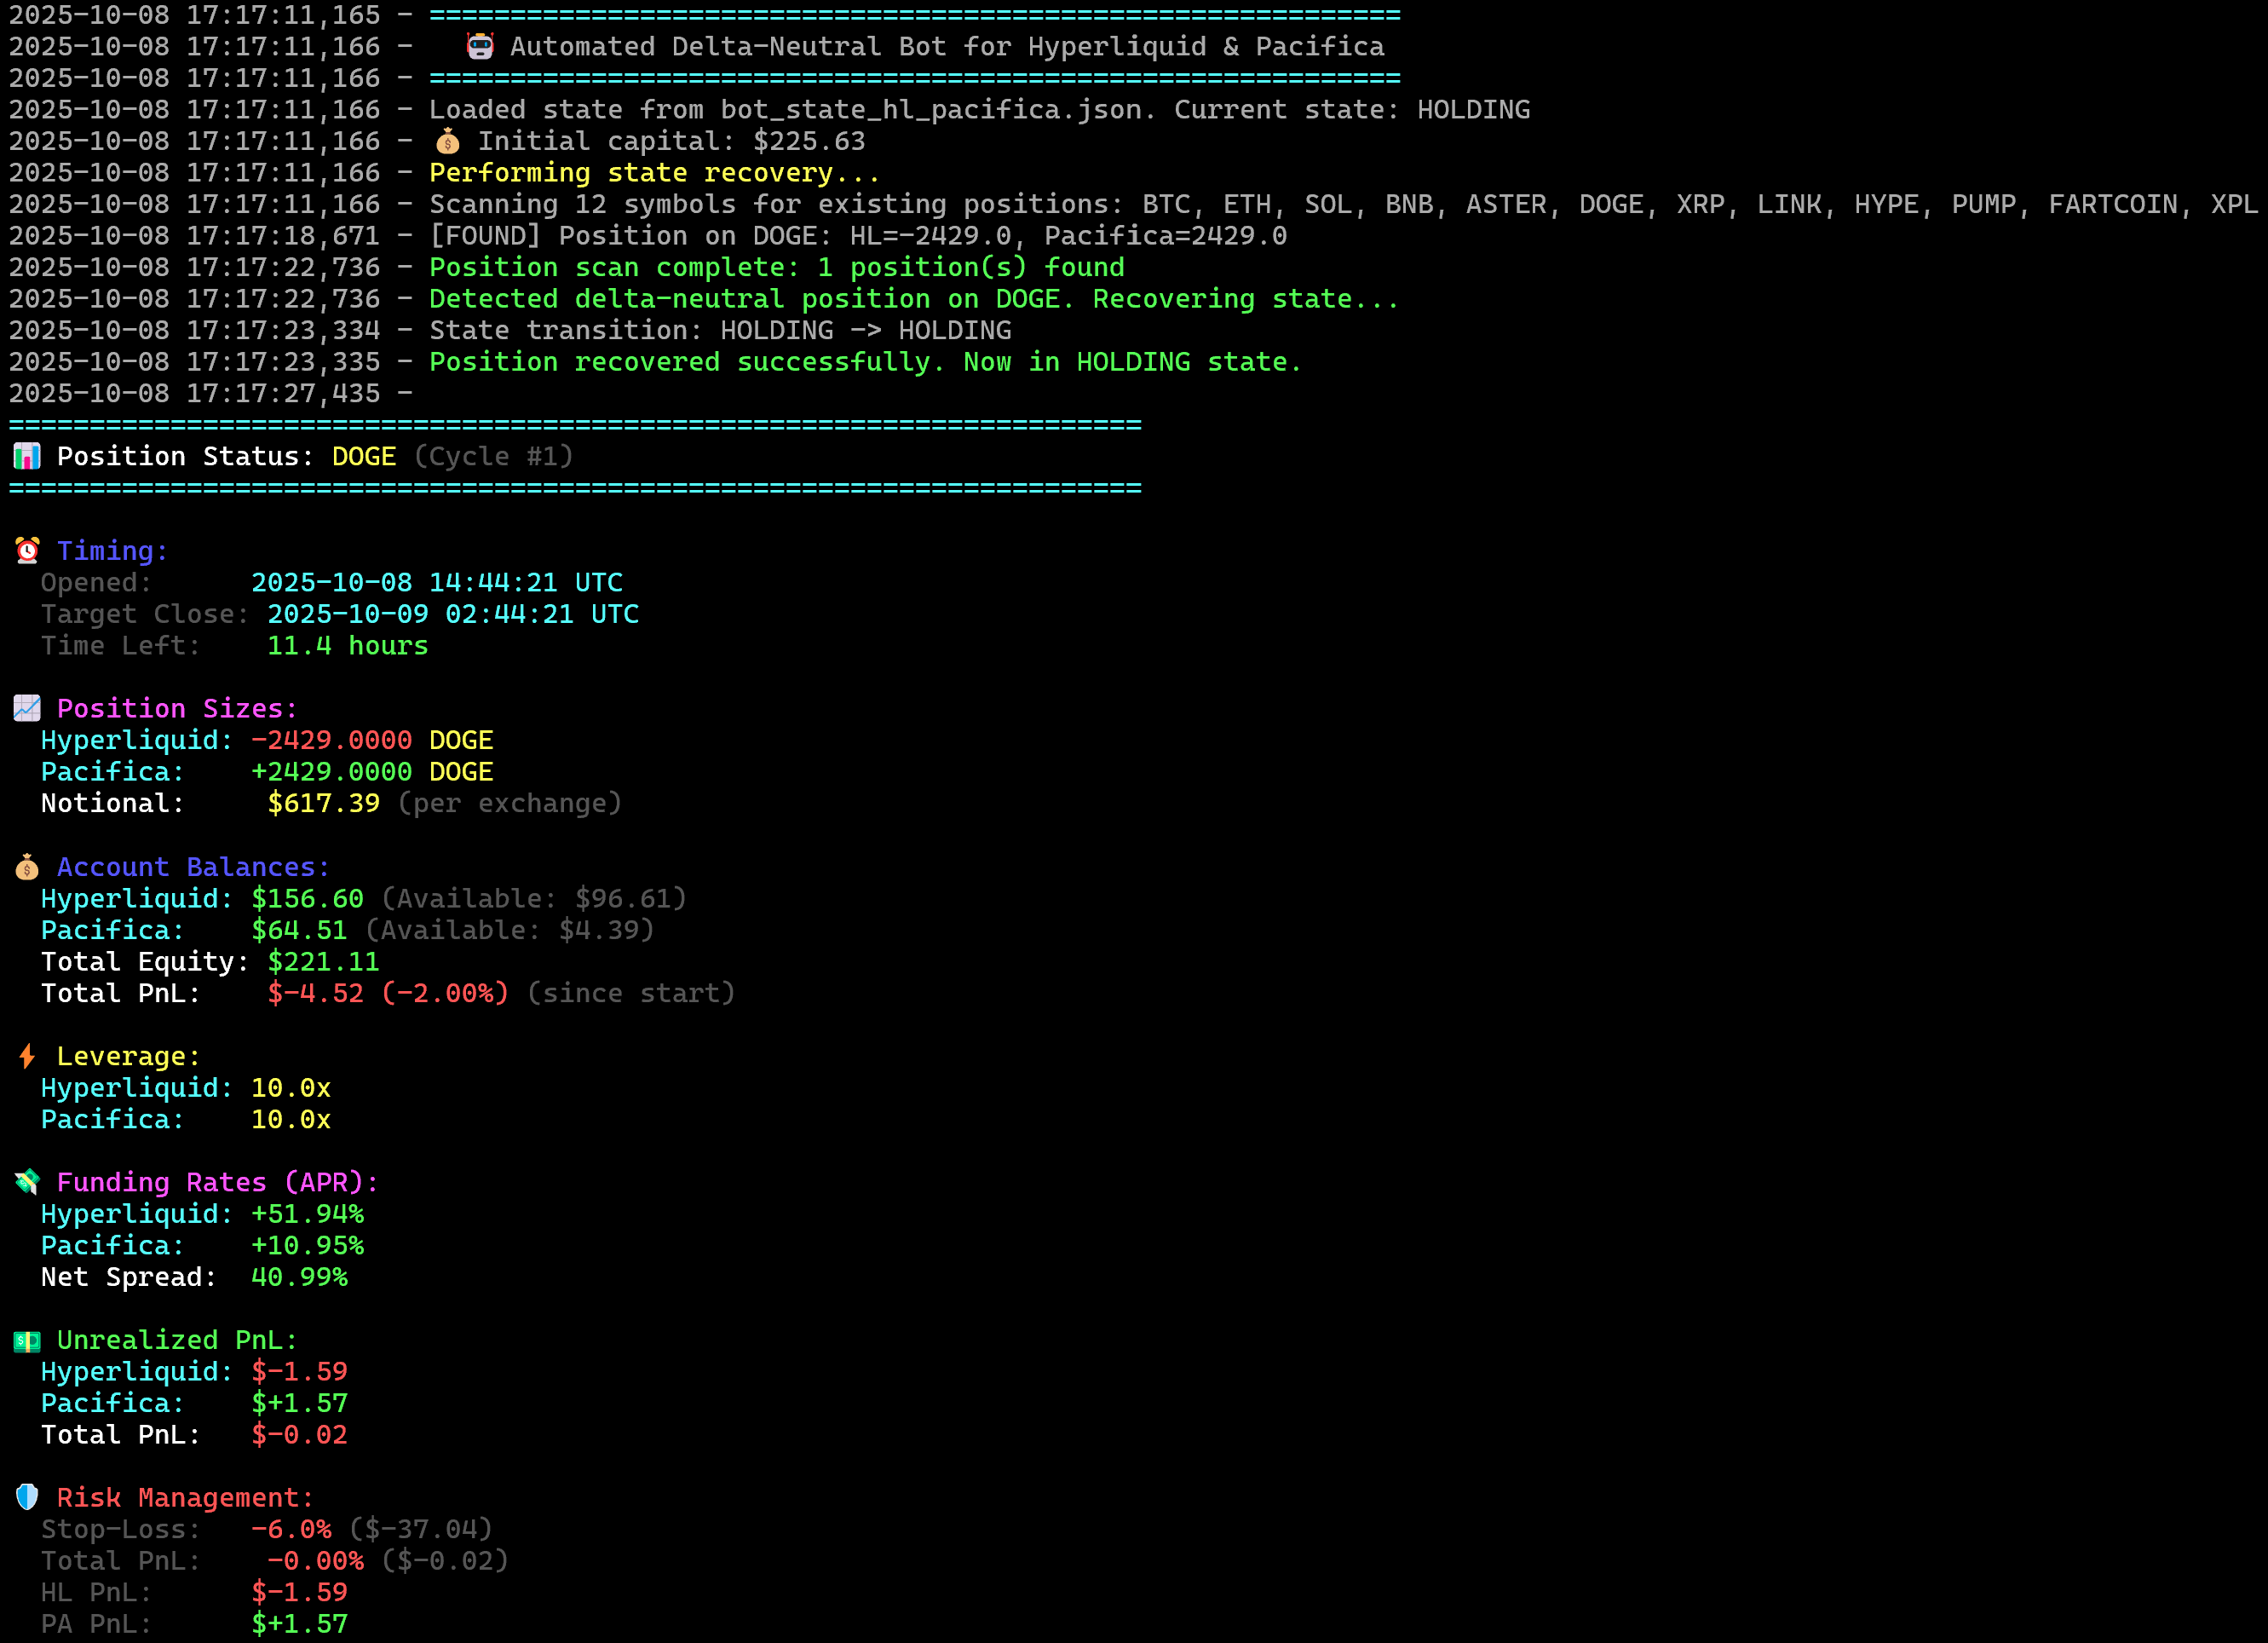 2025-10-08 17:17:11,165 - ============================================================
2025-10-08 17:17:11,166 -   🤖 Automated Delta-Neutral Bot for Hyperliquid & Pacifica
2025-10-08 17:17:11,166 - ============================================================
2025-10-08 17:17:11,166 - Loaded state from bot_state_hl_pacifica.json. Current state: HOLDING
2025-10-08 17:17:11,166 - 💰 Initial capital: $225.63
2025-10-08 17:17:11,166 - Performing state recovery...
2025-10-08 17:17:11,166 - Scanning 12 symbols for existing positions: BTC, ETH, SOL, BNB, ASTER, DOGE, XRP, LINK, HYPE, PUMP, FARTCOIN, XPL
2025-10-08 17:17:18,671 - [FOUND] Position on DOGE: HL=-2429.0, Pacifica=2429.0
2025-10-08 17:17:22,736 - Position scan complete: 1 position(s) found
2025-10-08 17:17:22,736 - Detected delta-neutral position on DOGE. Recovering state...
2025-10-08 17:17:23,334 - State transition: HOLDING -> HOLDING
2025-10-08 17:17:23,335 - Position recovered successfully. Now in HOLDING state.
2025-10-08 17:17:27,435 -
======================================================================
📊 Position Status: DOGE (Cycle #1)
======================================================================
⏰ Timing:
Opened:      2025-10-08 14:44:21 UTC
Target Close: 2025-10-09 02:44:21 UTC
Time Left:    11.4 hours
📈 Position Sizes:
Hyperliquid: -2429.0000 DOGE
Pacifica:    +2429.0000 DOGE
Notional:     $617.39 (per exchange)
💰 Account Balances:
Hyperliquid: $156.60 (Available: $96.61)
Pacifica:    $64.51 (Available: $4.39)
Total Equity: $221.11
Total PnL:    $-4.52 (-2.00%) (since start)
⚡ Leverage:
Hyperliquid: 10.0x
Pacifica:    10.0x
💸 Funding Rates (APR):
Hyperliquid: +51.94%
Pacifica:    +10.95%
Net Spread:  40.99%
💵 Unrealized PnL:
Hyperliquid: $-1.59
Pacifica:    $+1.57
Total PnL:   $-0.02
🛡️ Risk Management:
Stop-Loss:   -6.0% ($-37.04)
Total PnL:    -0.00% ($-0.02)
HL PnL:      $-1.59
PA PnL:      $+1.57